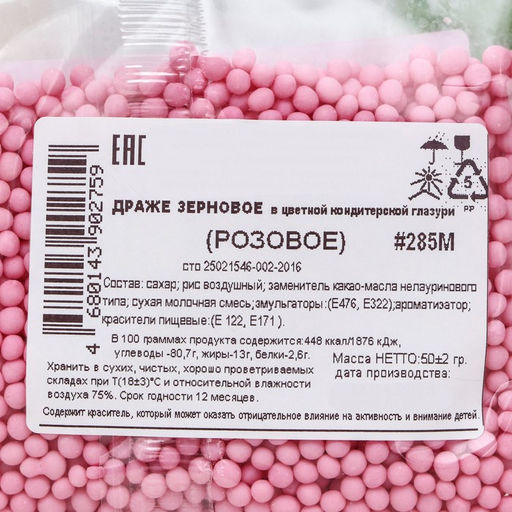 ЕАС
ДРАЖЕ ЗЕРНОВОЕ в цветной кондитерской глазури
(РОЗОВОЕ) #285М
сто 25021546-002-2016
Состав: сахар; рис воздушный; заменитель какао-масла нелауринового
типа; сухая молочная смесь;эмульгаторы:(Е476, Е322);ароматизатор;
красители пищевые:(Е 122, Е171 ).
В 100 граммах продукта содержится:448 ккал/1876 кДж,
углеводы -80,7г, жиры-13г, белки-2,6г.
Масса НЕТТО:50±2 гр.
дата производства:
Хранить в сухих, чистых, хорошо проветриваемых
складах при Т(18±3)°С и относительной влажности
воздуха 75%. Срок годности 12 месяцев.
Содержит краситель, который может оказать отрицательное влияние на активность и внимание детей.
4 680143 902759
5
PP